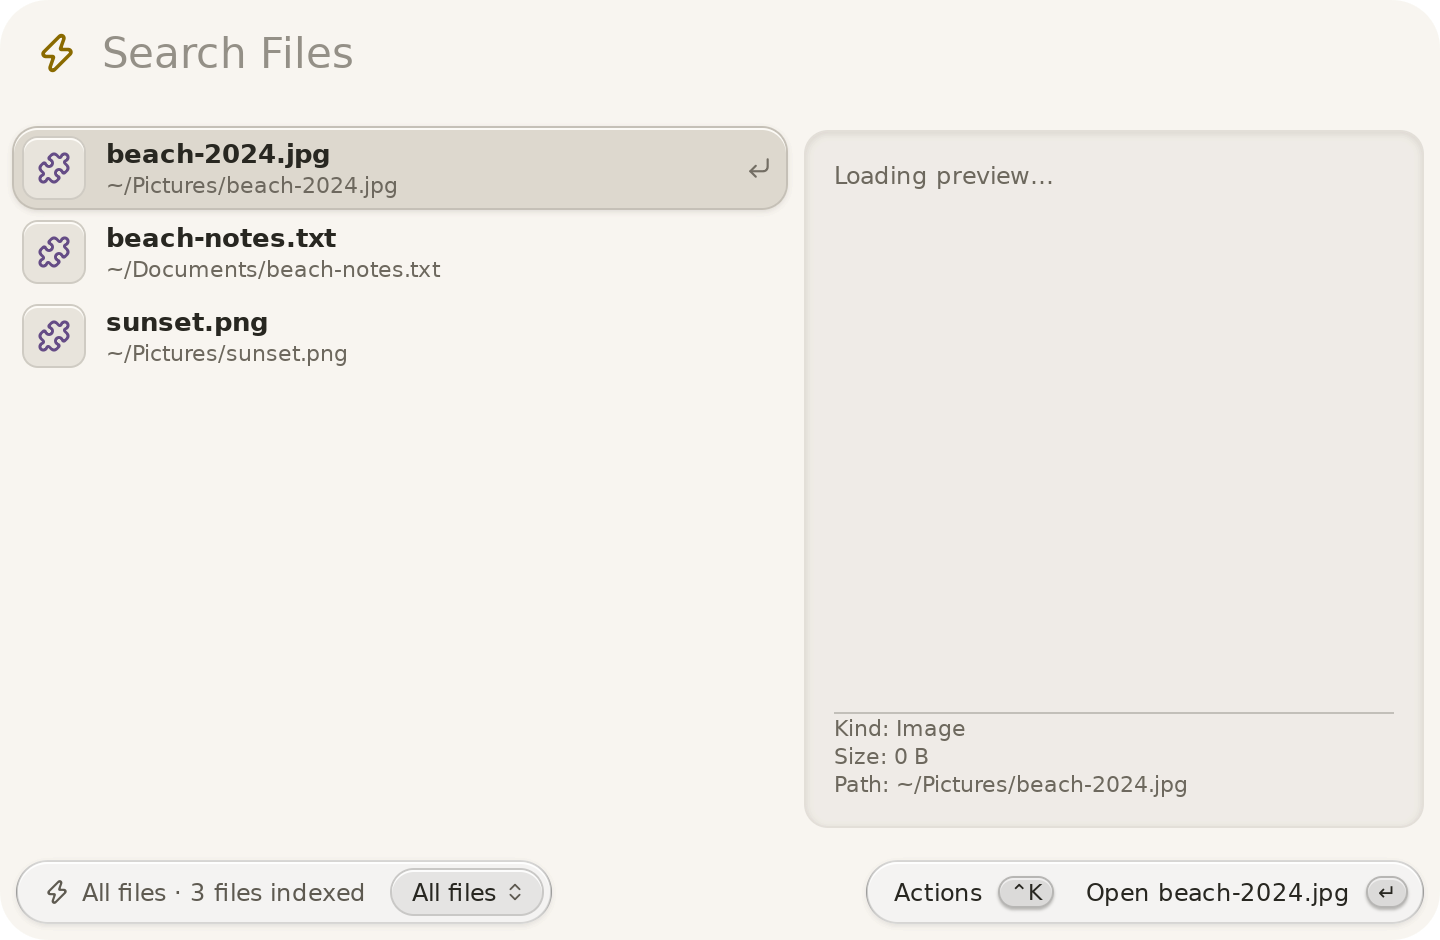 Search Files
beach-2024.jpg
~/Pictures/beach-2024.jpg
beach-notes.txt
~/Documents/beach-notes.txt
sunset.png
~/Pictures/sunset.png
Loading preview...
Kind: Image
Size: 0 B
Path: ~/Pictures/beach-2024.jpg
All files · 3 files indexed
All files
Actions ^K
Open beach-2024.jpg ↵